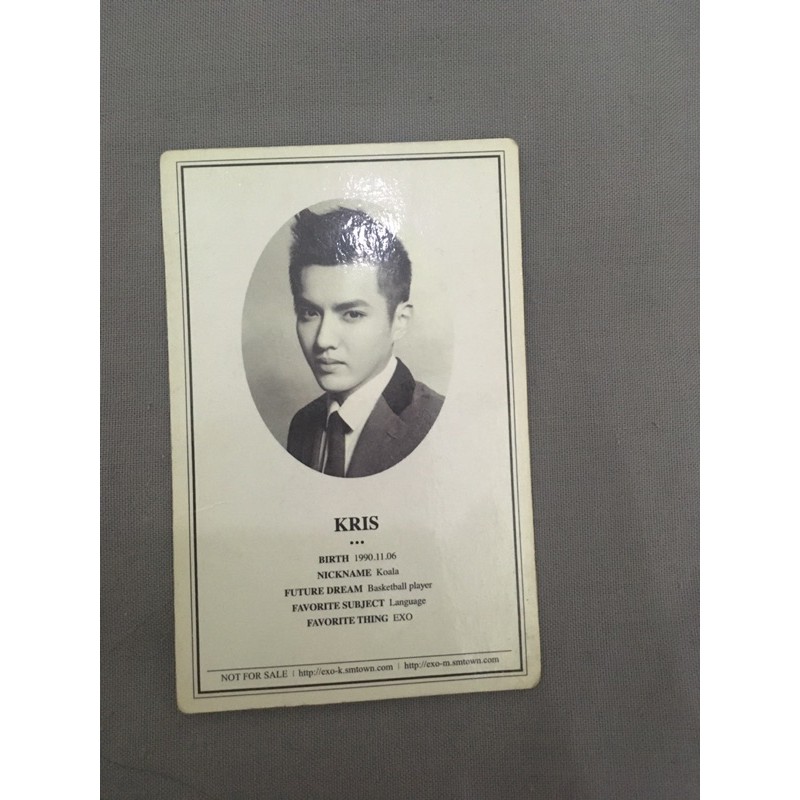 KRIS
•••
BIRTH 1990.11.06
NICKNAME Koala
FUTURE DREAM Basketball player
FAVORITE SUBJECT Language
FAVORITE THING EXO
NOT FOR SALE | http://exo-k.smtown.com | http://exo-m.smtown.com